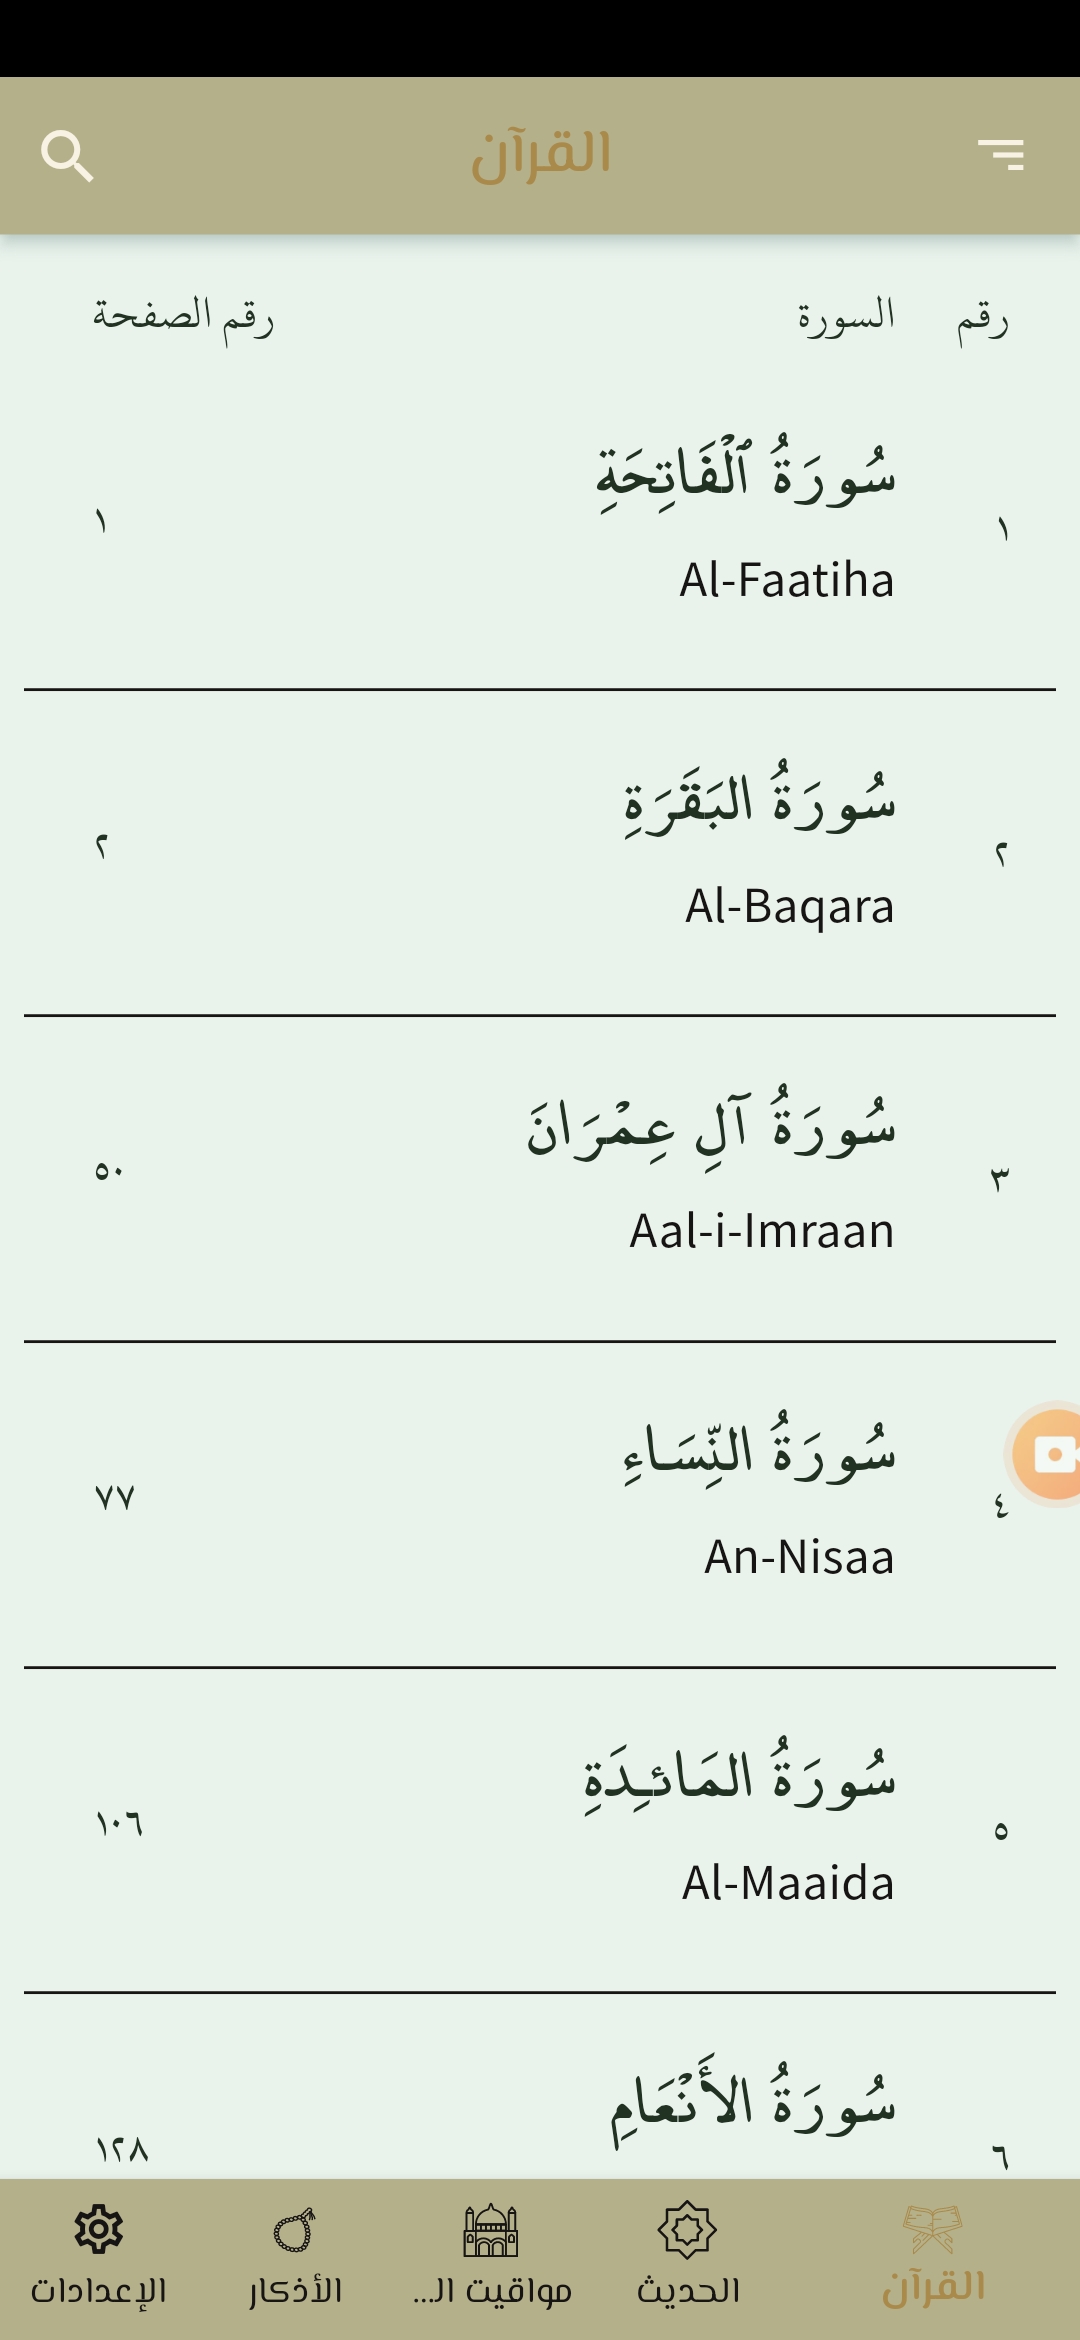 القرآن
رقم السورة رقم الصفحة
١ سُورَةُ ٱلْفَاتِحَةِ ١
Al-Faatiha
٢ سُورَةُ البَقَرَةِ ٢
Al-Baqara
٣ سُورَةُ آلِ عِمْرَانَ ٥٠
Aal-i-Imraan
٤ سُورَةُ النِّسَاءِ ٧٧
An-Nisaa
٥ سُورَةُ المَائـِدَةِ ١٠٦
Al-Maaida
٦ سُورَةُ الأَنْعَامِ ١٢٨
القرآن الحديث مواقيت الـ... الأذكار الإعدادات